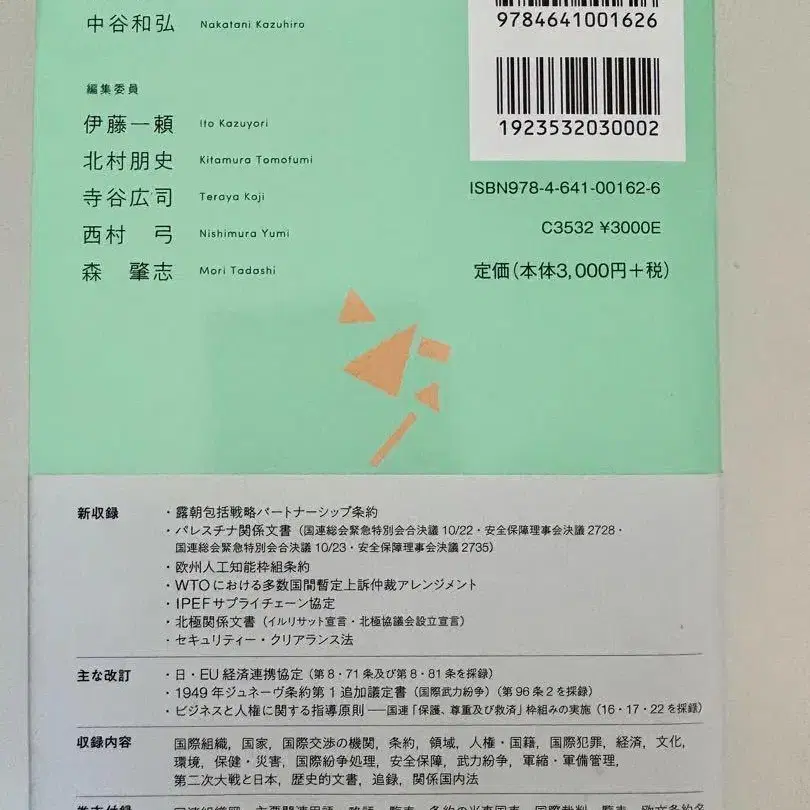 中谷和弘 Nakatani Kazuhiro
9784641001626
編集委員
伊藤一頼 Ito Kazuyori
北村朋史 Kitamura Tomofumi
寺谷広司 Teraya Koji
西村　弓 Nishimura Yumi
森　肇志 Mori Tadashi
1923532030002
ISBN978-4-641-00162-6
C3532 ¥3000E
定価(本体3,000円+税)
新収録 ・露朝包括戦略パートナーシップ条約
・パレスチナ関係文書（国連総会緊急特別会合決議10/22・安全保障理事会決議2728・
国連総会緊急特別会合決議10/23・安全保障理事会決議2735）
・欧州人工知能枠組条約
・WTOにおける多数国間暫定上訴仲裁アレンジメント
・IPEFサプライチェーン協定
・北極関係文書（イルリサット宣言・北極協議会設立宣言）
・セキュリティー・クリアランス法
主な改訂 ・日・EU経済連携協定（第8・71条及び第8・81条を採録）
・1949年ジュネーヴ条約第1追加議定書（国際武力紛争）（第96条2を採録）
・ビジネスと人権に関する指導原則―国連「保護、尊重及び救済」枠組みの実施（16・17・22を採録）
収録内容 国際組織，国家，国際交渉の機関，条約，領域，人権・国籍，国際犯罪，経済，文化，
環境，保健・災害，国際紛争処理，安全保障，武力紛争，軍縮・軍備管理，
第二次大戦と日本，歴史的文書，追録，関係国内法